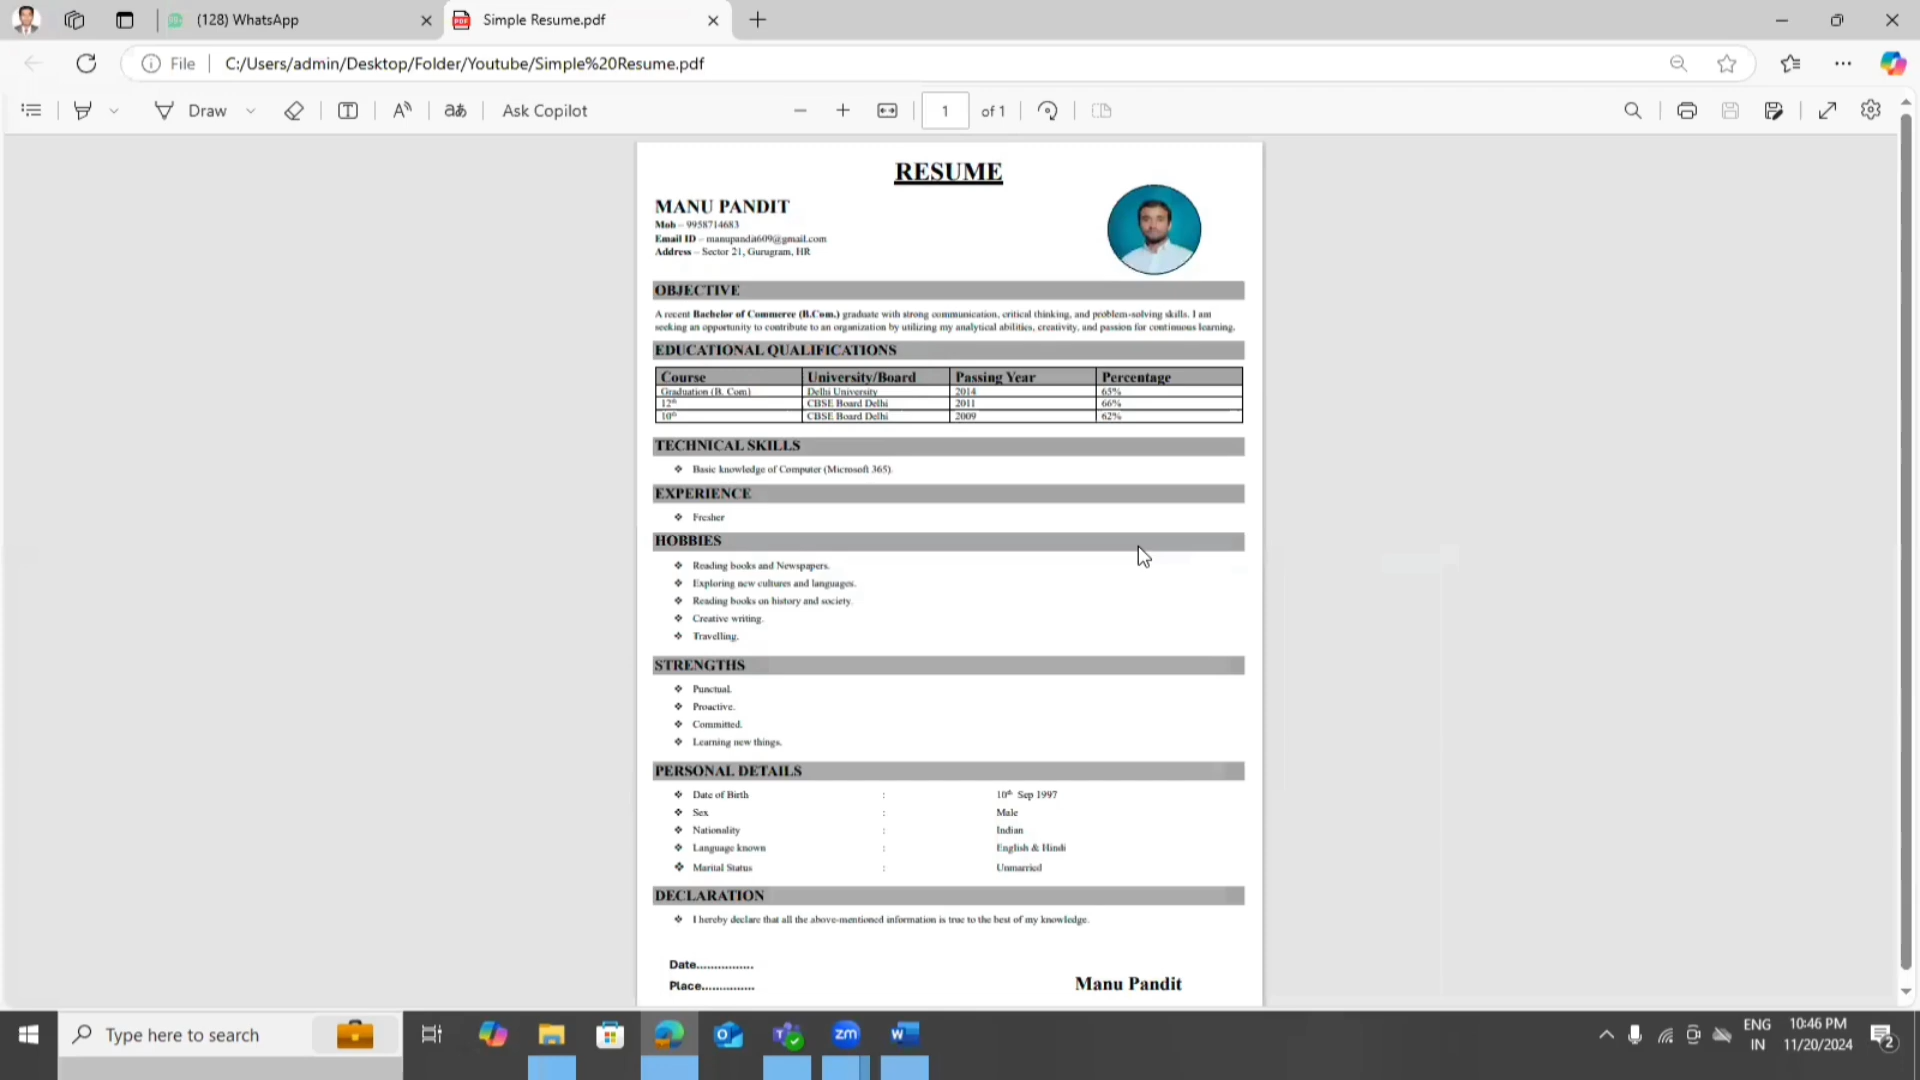 (128) WhatsApp
Simple Resume.pdf
File
C:/Users/admin/Desktop/Folder/Youtube/Simple%20Resume.pdf
Draw
aあ
Ask Copilot
1 of 1
RESUME
MANU PANDIT
Mob – 9958714683
Email ID – manupandit609@gmail.com
Address – Sector 21, Gurugram, HR
OBJECTIVE
A recent Bachelor of Commerce (B.Com.) graduate with strong communication, critical thinking, and problem-solving skills. I am
seeking an opportunity to contribute to an organization by utilizing my analytical abilities, creativity, and passion for continuous learning.
EDUCATIONAL QUALIFICATIONS
Course University/Board Passing Year Percentage
Graduation (B. Com) Delhi University 2014 65%
12th CBSE Board Delhi 2011 66%
10th CBSE Board Delhi 2009 62%
TECHNICAL SKILLS
❖ Basic knowledge of Computer (Microsoft 365).
EXPERIENCE
❖ Fresher
HOBBIES
❖ Reading books and Newspapers.
❖ Exploring new cultures and languages.
❖ Reading books on history and society.
❖ Creative writing.
❖ Travelling.
STRENGTHS
❖ Punctual.
❖ Proactive.
❖ Committed.
❖ Learning new things.
PERSONAL DETAILS
❖ Date of Birth : 10th Sep 1997
❖ Sex : Male
❖ Nationality : Indian
❖ Language known : English & Hindi
❖ Marital Status : Unmarried
DECLARATION
❖ I hereby declare that all the above-mentioned information is true to the best of my knowledge.
Date................
Place...............
Manu Pandit
Type here to search
zm
ENG
IN
10:46 PM
11/20/2024
2